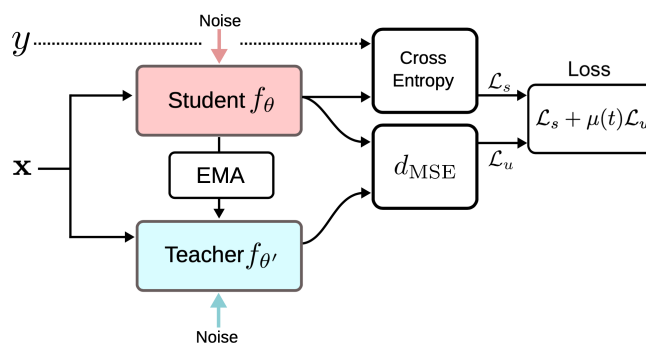 Noise
y
Cross
Entropy
Student f_θ
ℒ_s
Loss
ℒ_s + μ(t)ℒ_u
x
EMA
d_MSE
ℒ_u
Teacher f_θ'
Noise